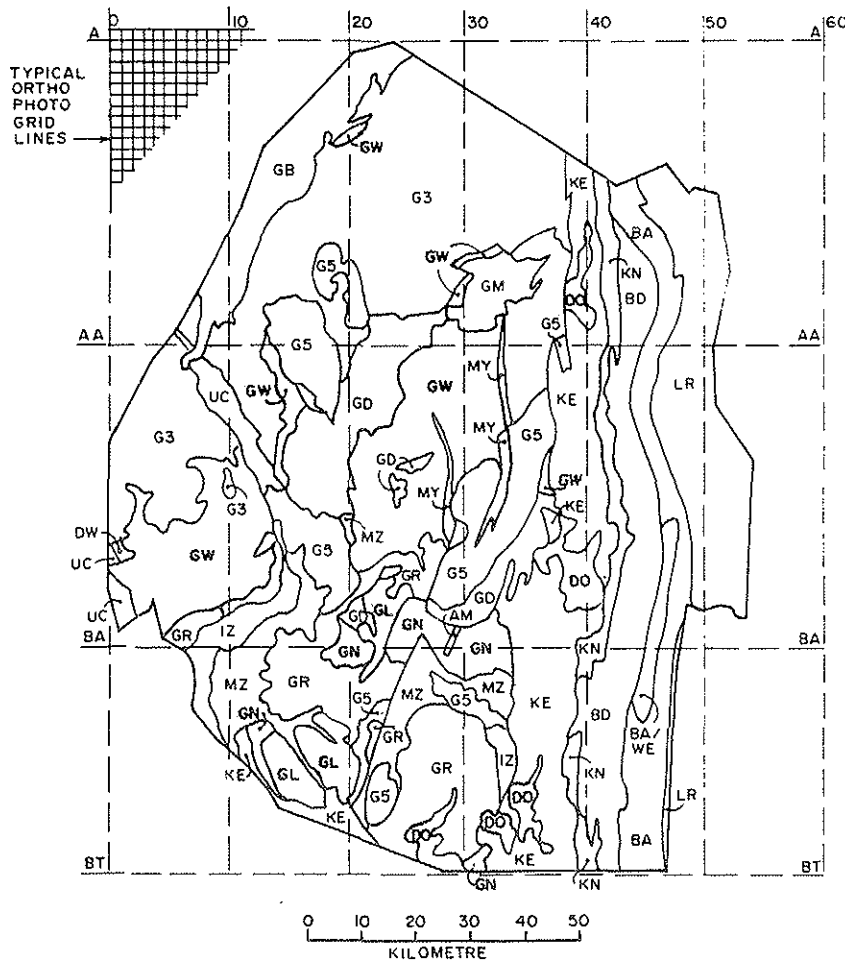 0 10 20 30 40 50 60
A A
TYPICAL
ORTHO
PHOTO
GRID
LINES
GW
GB
KE
G3
BA
G5
GW
KN
GM
BD
DO
AA G5 AA
G5
MY
UC
GW
GW
KE
LR
GD
G3
MY
G5
GD
GW
G3
MY
KE
DW
MZ
GW
G5
UC
GR
G5
DO
GL
GD
UC
GD
AM
GN
BA GR IZ GN GN KN BA
MZ
GR
MZ
MZ
G5
G5
KE
BD
GN
GR
BA/
WE
GL
IZ
KN
KE
GL
GR
G5
DO
LR
KE
DO
DO
BA
KE
BT GN KN BT
0 10 20 30 40 50
KILOMETRE